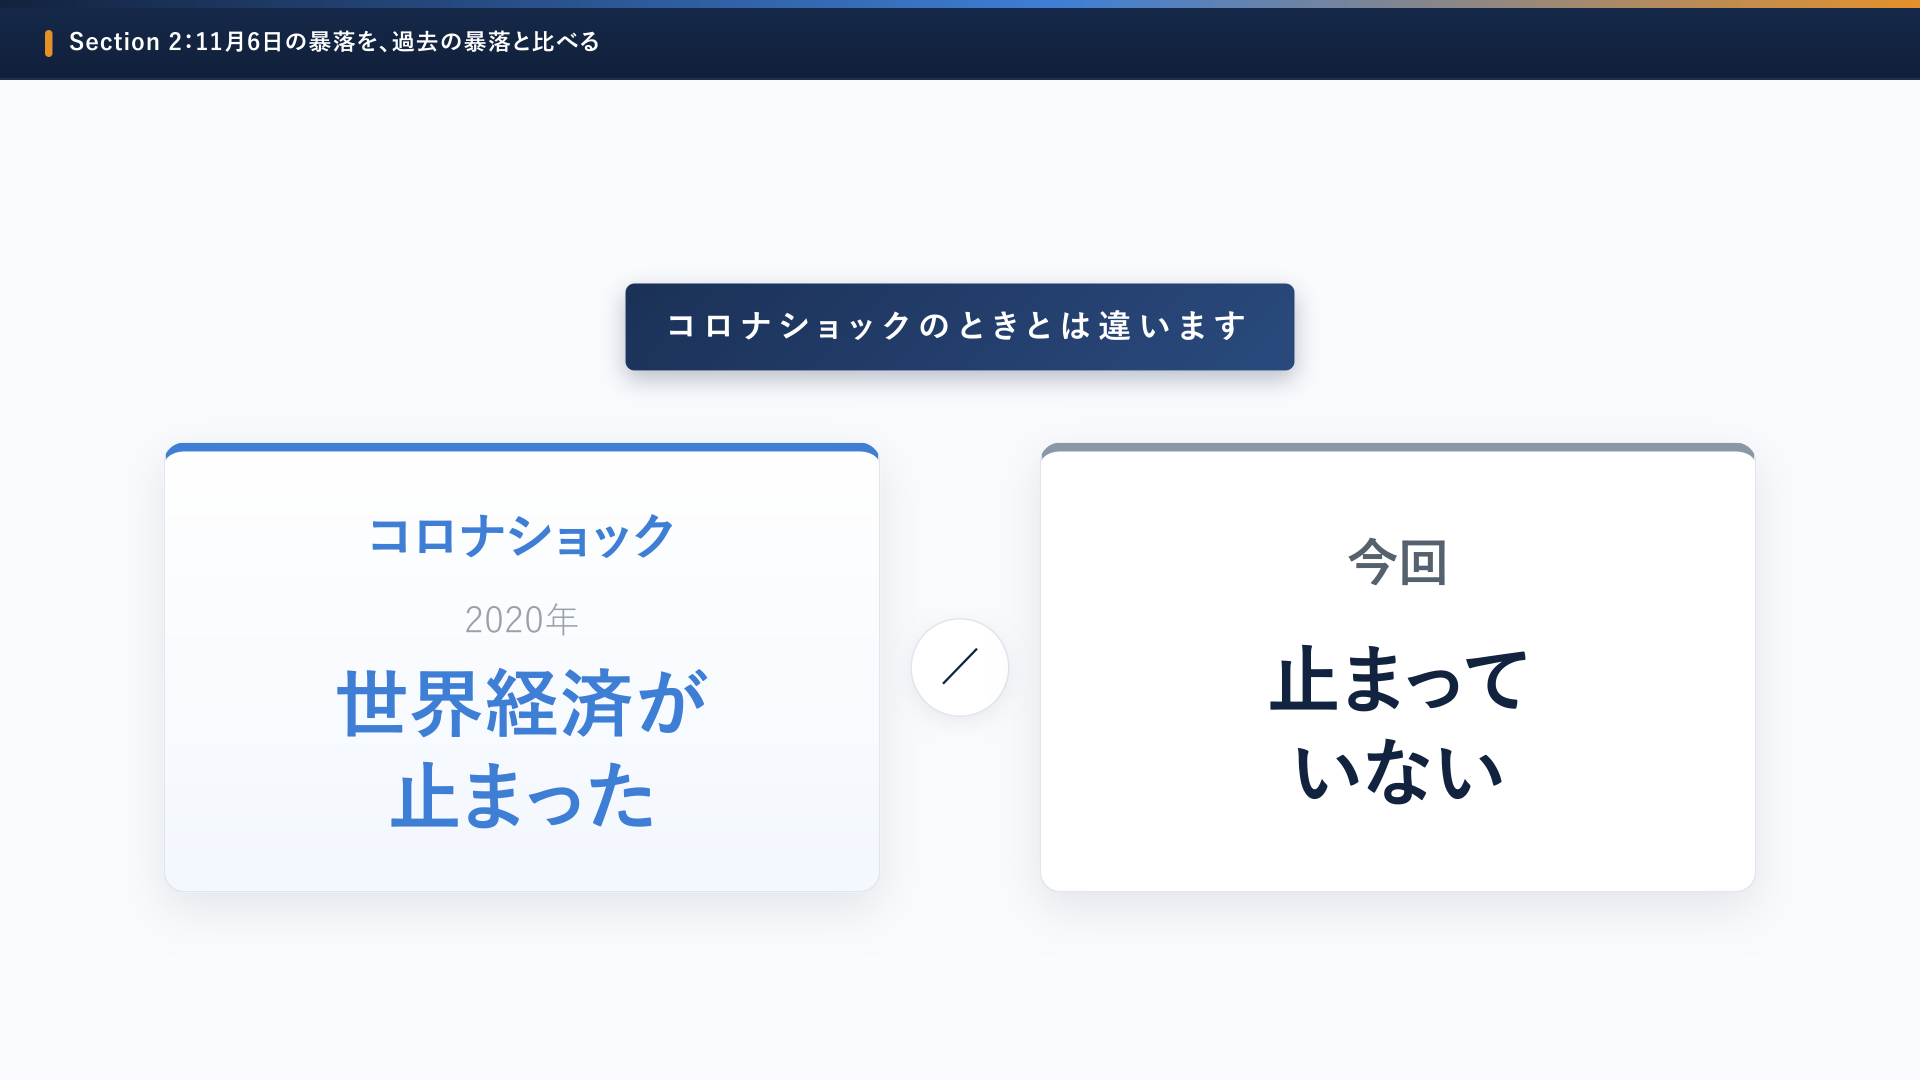 Section 2：11月6日の暴落を、過去の暴落と比べる
コロナショックのときとは違います
コロナショック
2020年
世界経済が
止まった
／
今回
止まって
いない